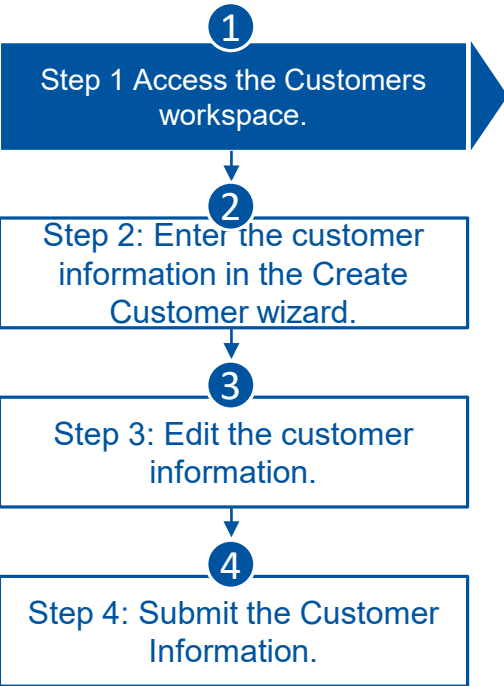 1
Step 1 Access the Customers
workspace.
2
Step 2: Enter the customer
information in the Create
Customer wizard.
3
Step 3: Edit the customer
information.
4
Step 4: Submit the Customer
Information.